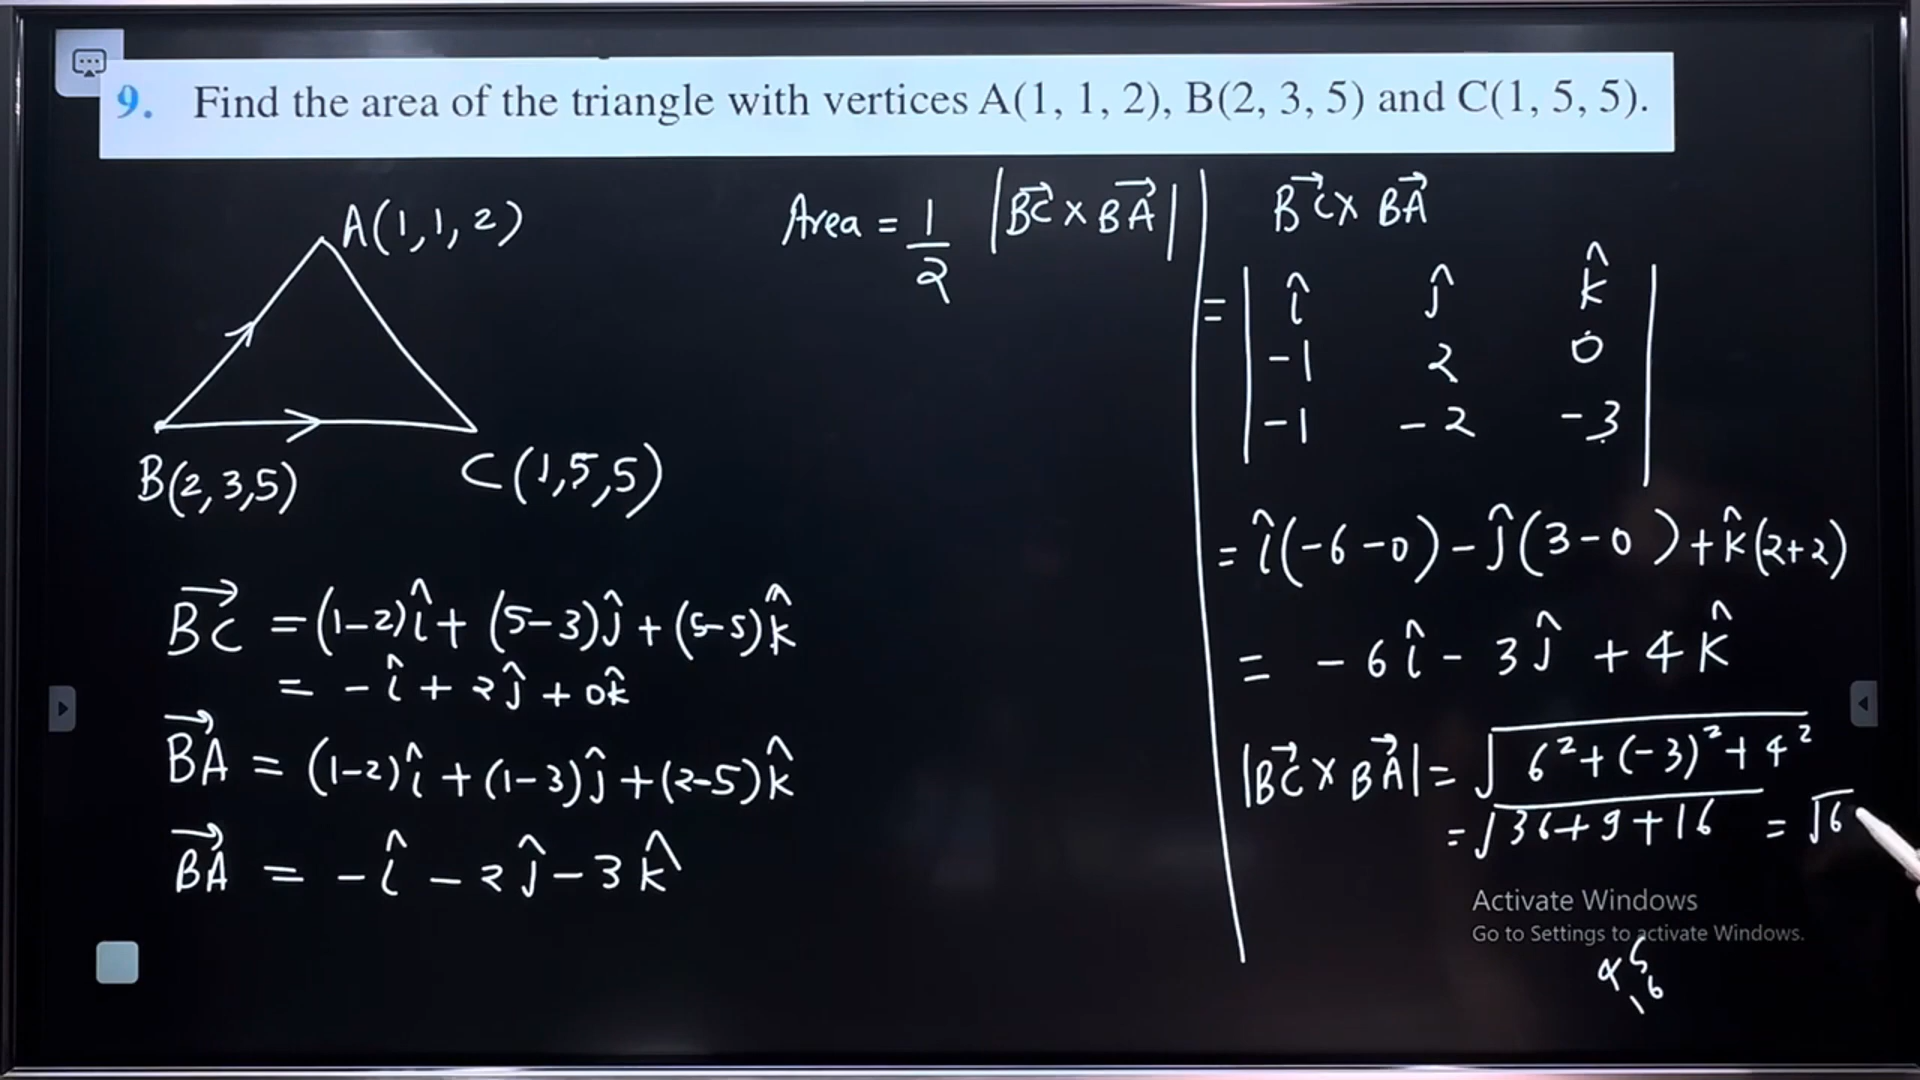 9. Find the area of the triangle with vertices A(1, 1, 2), B(2, 3, 5) and C(1, 5, 5).
A(1,1,2)
B(2,3,5)
C(1,5,5)
BC⃗ = (1-2)î + (5-3)ĵ + (5-5)k̂
= -î + 2ĵ + 0k̂
BA⃗ = (1-2)î + (1-3)ĵ + (2-5)k̂
BA⃗ = -î - 2ĵ - 3k̂
Area = 1/2 |BC⃗ × BA⃗|
BC⃗ × BA⃗
= | î ĵ k̂ |
-1 2 0
-1 -2 -3
= î(-6-0) - ĵ(3-0) + k̂(2+2)
= -6î - 3ĵ + 4k̂
|BC⃗ × BA⃗| = √6² + (-3)² + 4²
= √36+9+16 = √6
Activate Windows
Go to Settings to activate Windows.
45
16